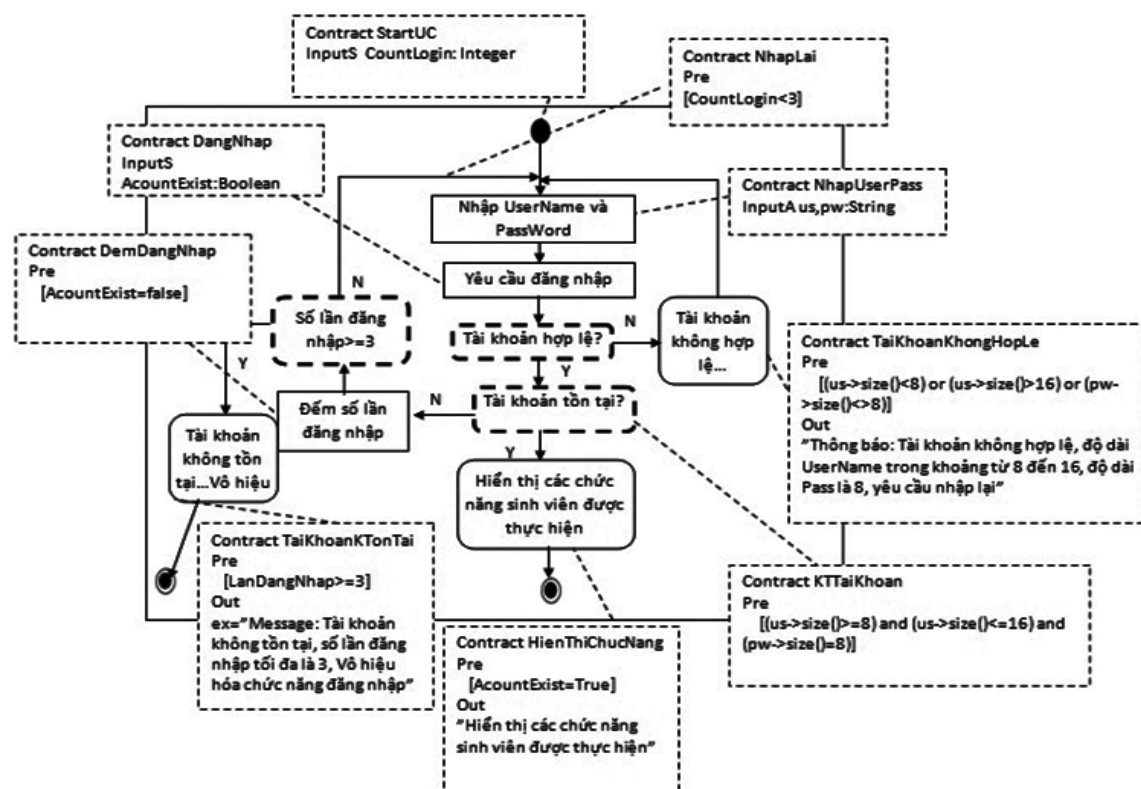 Contract StartUC
InputS CountLogin: Integer
Contract NhapLai
Pre
[CountLogin<3]
Contract DangNhap
InputS
AcountExist:Boolean
Contract NhapUserPass
InputA us,pw:String
Nhập UserName và
PassWord
Contract DemDangNhap
Pre
[AcountExist=false]
Yêu cầu đăng nhập
N
Số lần đăng
nhập>=3
Tài khoản hợp lệ?
N
Tài khoản
không hợp
lệ...
Contract TaiKhoanKhongHopLe
Pre
[(us->size()<8) or (us->size()>16) or (pw-
>size()<>8)]
Out
”Thông báo: Tài khoản không hợp lệ, độ dài
UserName trong khoảng từ 8 đến 16, độ dài
Pass là 8, yêu cầu nhập lại”
Y
Y
Đếm số lần
đăng nhập
N
Tài khoản tồn tại?
Tài khoản
không tồn
tại...Vô hiệu
Y
Hiển thị các chức
năng sinh viên được
thực hiện
Contract TaiKhoanKTonTai
Pre
[LanDangNhap>=3]
Out
ex=”Message: Tài khoản
không tồn tại, số lần đăng
nhập tối đa là 3, Vô hiệu
hóa chức năng đăng nhập”
Contract KTTaiKhoan
Pre
[(us->size()>=8) and (us->size()<=16) and
(pw->size()=8)]
Contract HienThiChucNang
Pre
[AcountExist=True]
Out
”Hiển thị các chức năng
sinh viên được thực hiện”